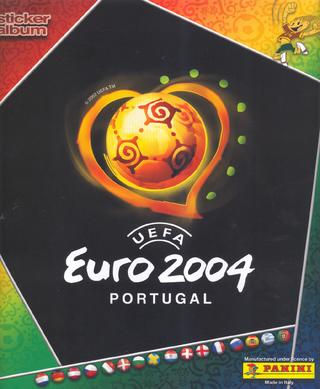 sticker
album
© 2002 UEFA TM
UEFA
EURO 2004
PORTUGAL
Manufactured under licence by
PANINI
Made in Italy